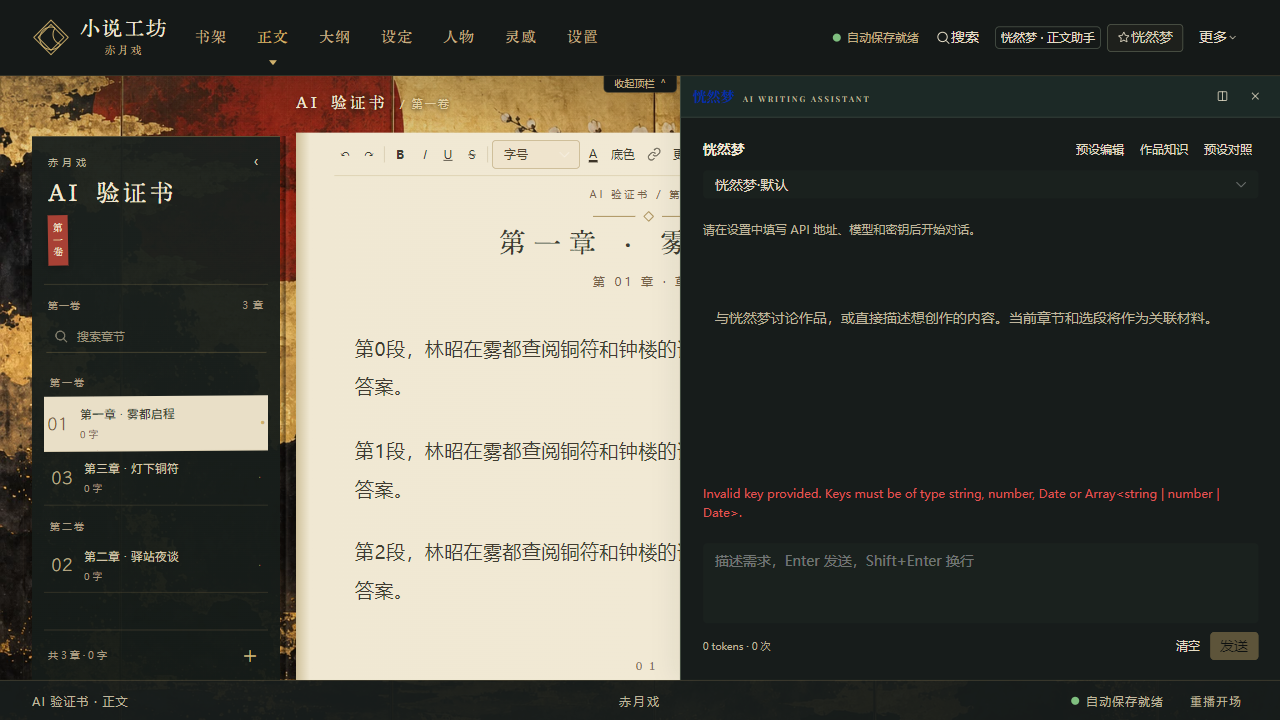 小说工坊
赤月戏
书架 正文 大纲 设定 人物 灵感 设置
自动保存就绪 搜索 恍然梦 · 正文助手 恍然梦 更多
收起顶栏
AI 验证书 / 第一卷
赤月戏
AI 验证书
第一卷
第一卷 3 章
搜索章节
第一卷
01 第一章 · 雾都启程
0 字
03 第三章 · 灯下铜符
0 字
第二卷
02 第二章 · 驿站夜谈
0 字
共 3 章 · 0 字 +
B I U S 字号 A 底色
AI 验证书 / 第
第一章 · 雾
第 01 章 ·
第0段，林昭在雾都查阅铜符和钟楼的
答案。
第1段，林昭在雾都查阅铜符和钟楼的
答案。
第2段，林昭在雾都查阅铜符和钟楼的
答案。
01
恍然梦 AI WRITING ASSISTANT
恍然梦 预设编辑 作品知识 预设对照
恍然梦·默认
请在设置中填写 API 地址、模型和密钥后开始对话。
与恍然梦讨论作品，或直接描述想创作的内容。当前章节和选段将作为关联材料。
Invalid key provided. Keys must be of type string, number, Date or Array<string | number |
Date>.
描述需求，Enter 发送，Shift+Enter 换行
0 tokens · 0 次 清空 发送
AI 验证书 · 正文 赤月戏 自动保存就绪 重播开场